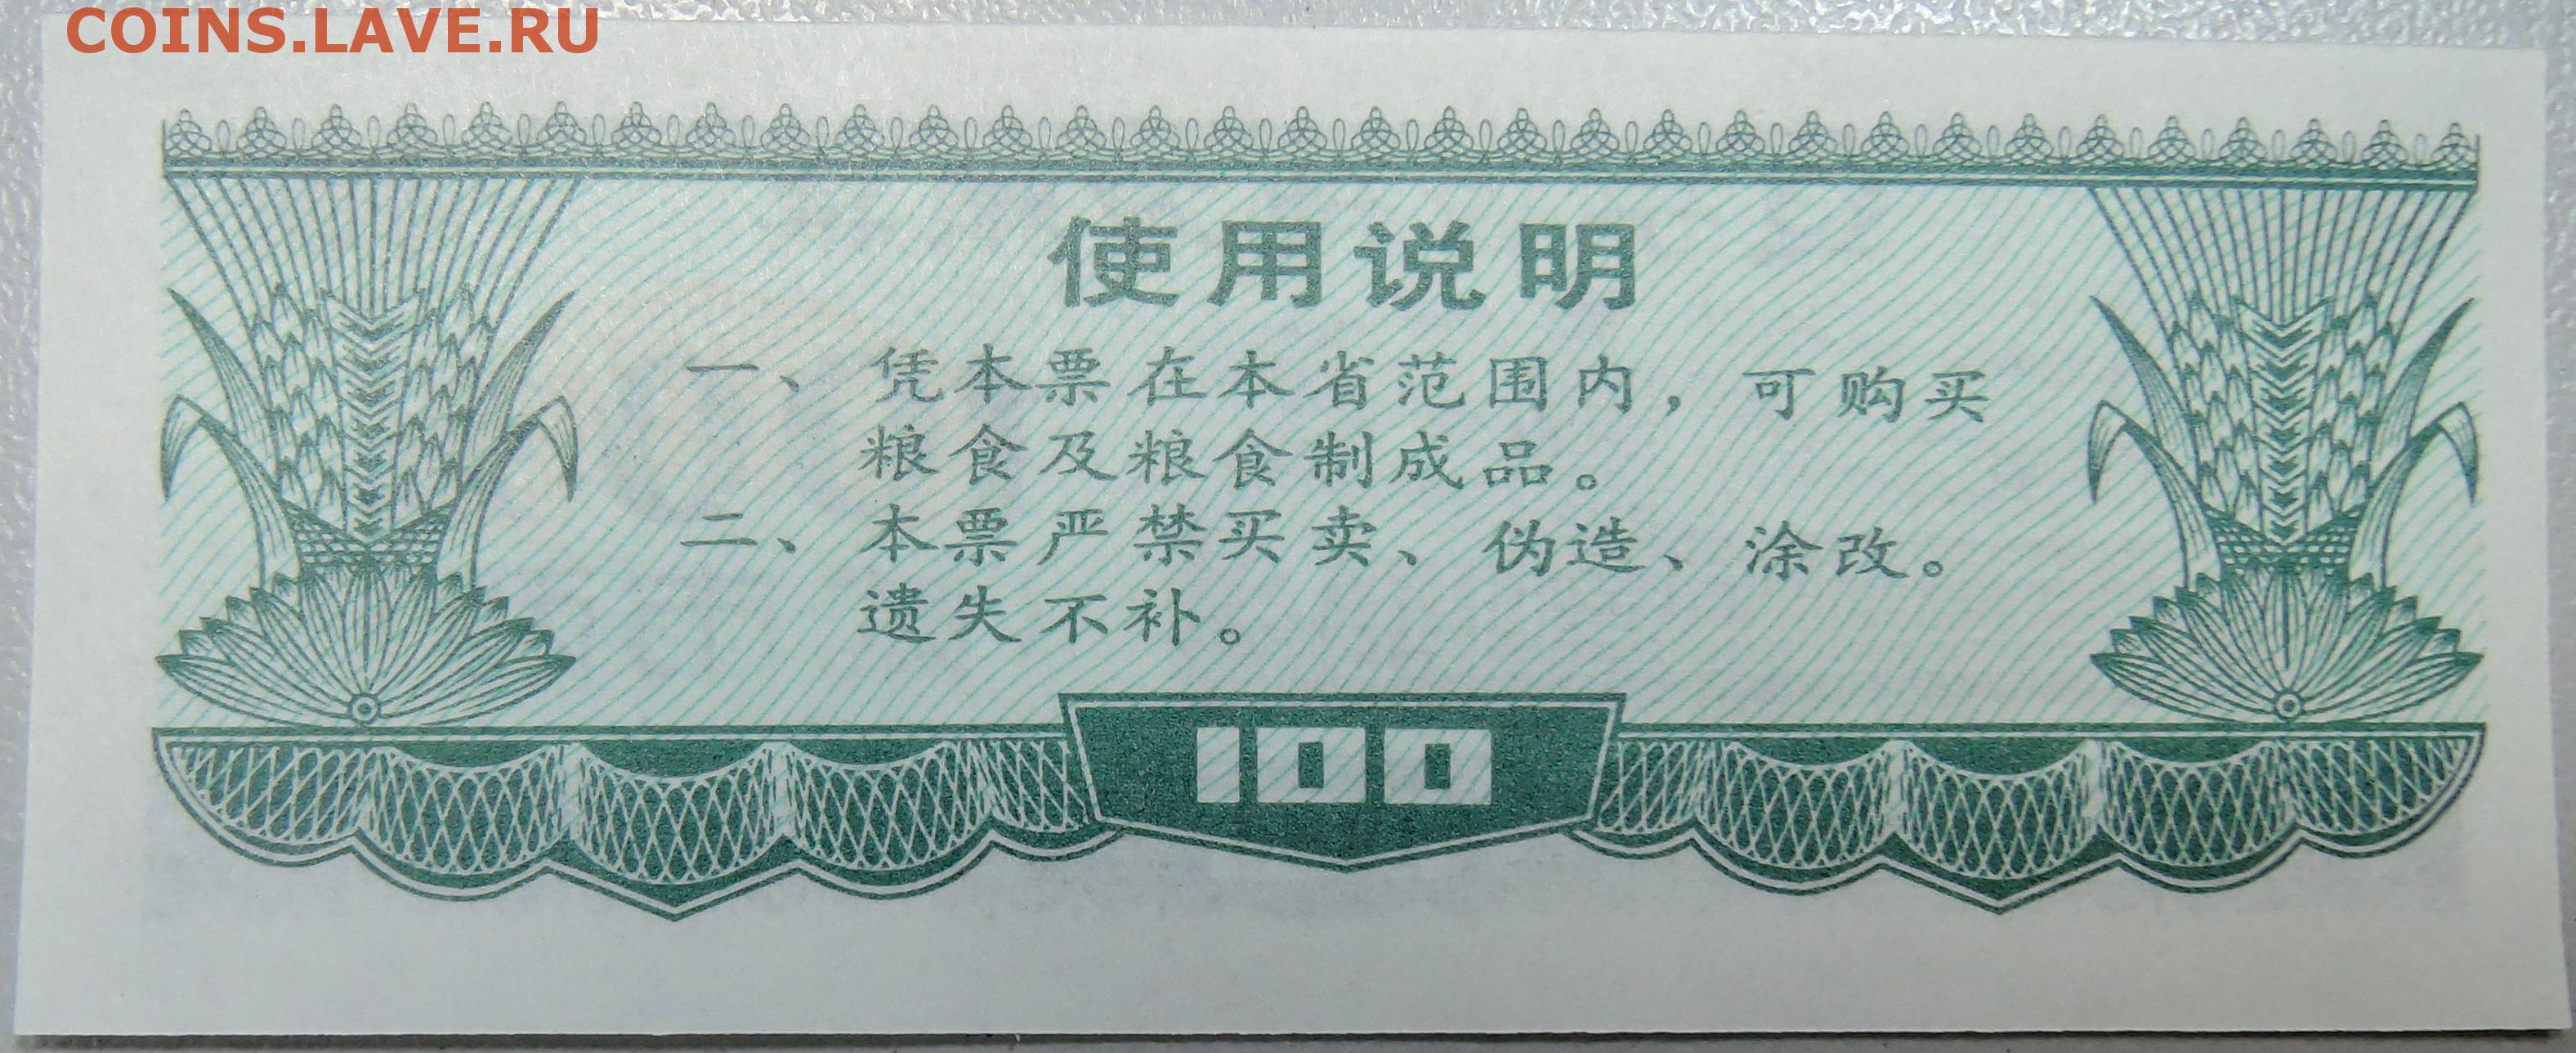 COINS.LAVE.RU
使用说明
一、凭本票在本省范围内，可购买
粮食及粮食制成品。
二、本票严禁买卖、伪造、涂改。
遗失不补。
100